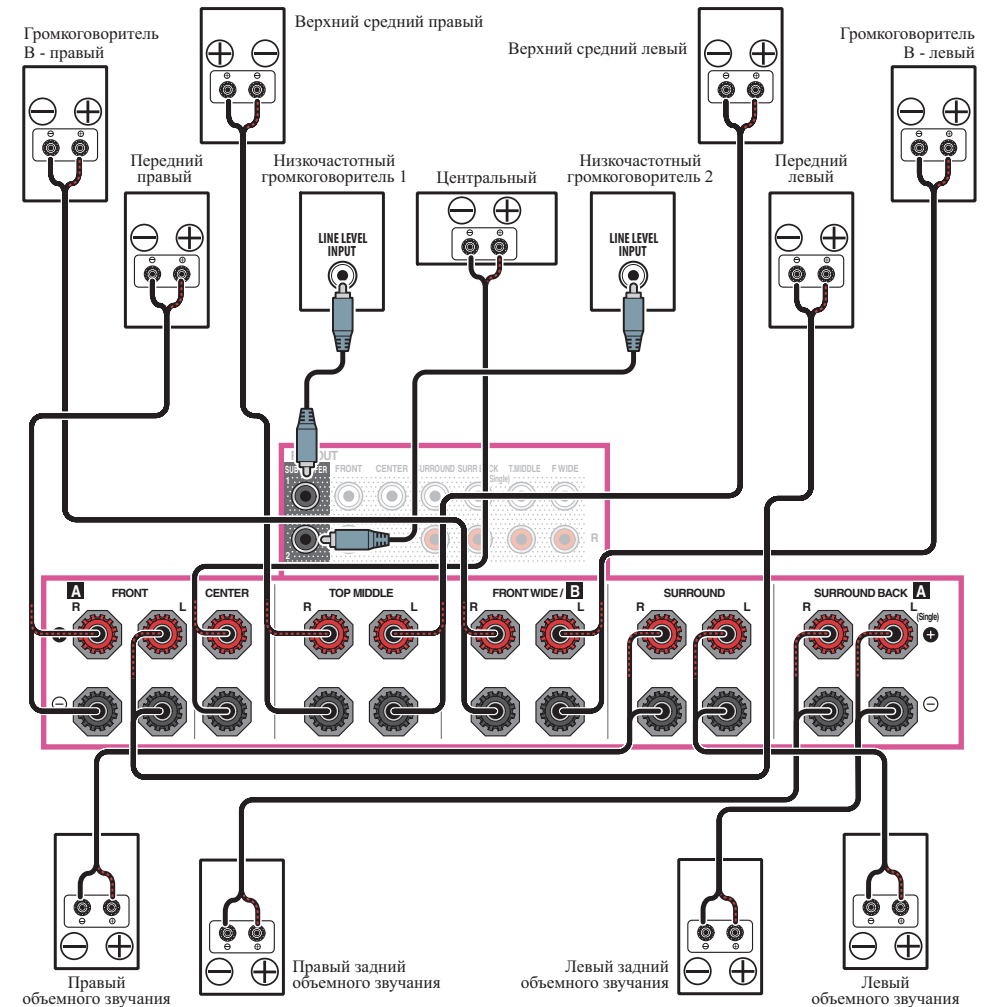 Верхний средний правый
Громкоговоритель
В - правый
Верхний средний левый
Громкоговоритель
В - левый
Передний
правый
Низкочастотный
громкоговоритель 1
Центральный
Низкочастотный
громкоговоритель 2
Передний
левый
LINE LEVEL
INPUT
LINE LEVEL
INPUT
FRONT CENTER T.MIDDLE F WIDE
(Single)
1
2
R
A FRONT CENTER TOP MIDDLE FRONT WIDE / B SURROUND SURROUND BACK A
R L R L R L R L R L
(Single)
Правый
объемного звучания
Правый задний
объемного звучания
Левый задний
объемного звучания
Левый
объемного звучания